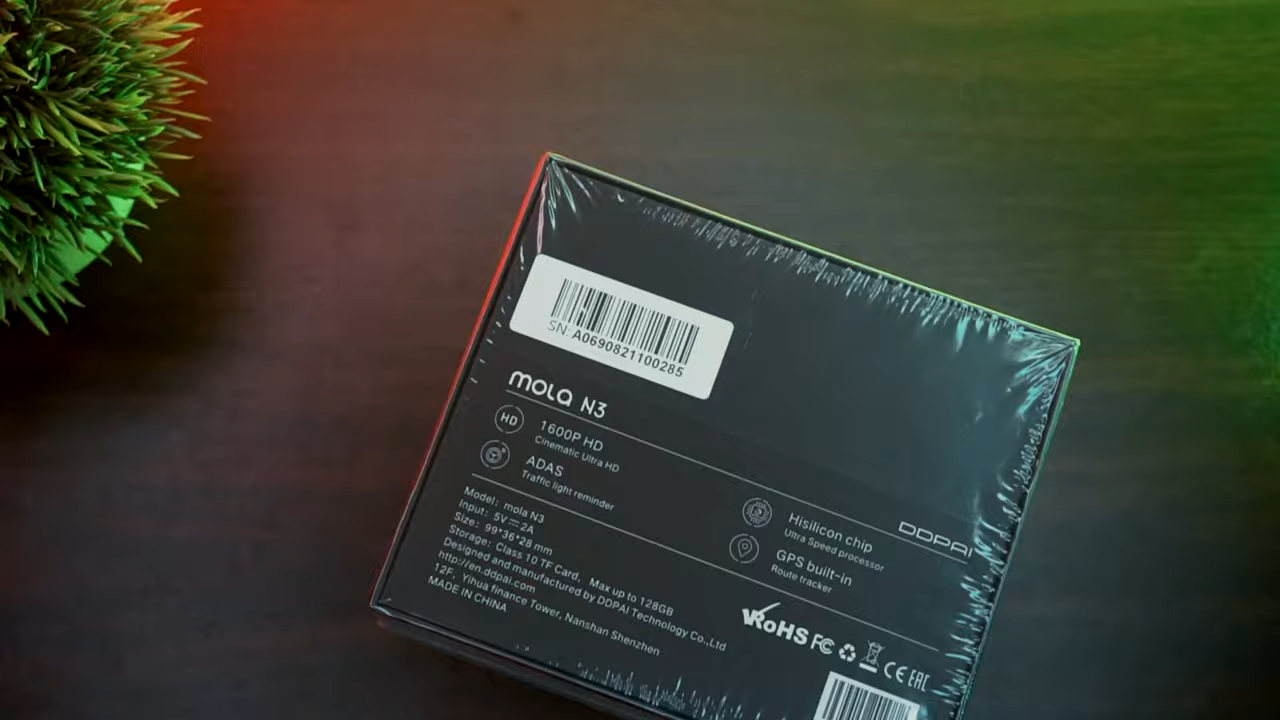 SN A0690821100285
mola N3
HD
1600P HD
Cinematic Ultra HD
ADAS
Traffic light reminder
DDPAI
Hisilicon chip
Ultra Speed processor
GPS built-in
Route tracker
Model: mola N3
Input: 5V⎓2A
Size: 99*36*28 mm
Storage: Class 10 TF Card, Max up to 128GB
Designed and manufactured by DDPAI Technology Co.,Ltd
http://en.ddpai.com
12F, Yihua finance Tower, Nanshan Shenzhen
MADE IN CHINA
RoHS FC CE EAC